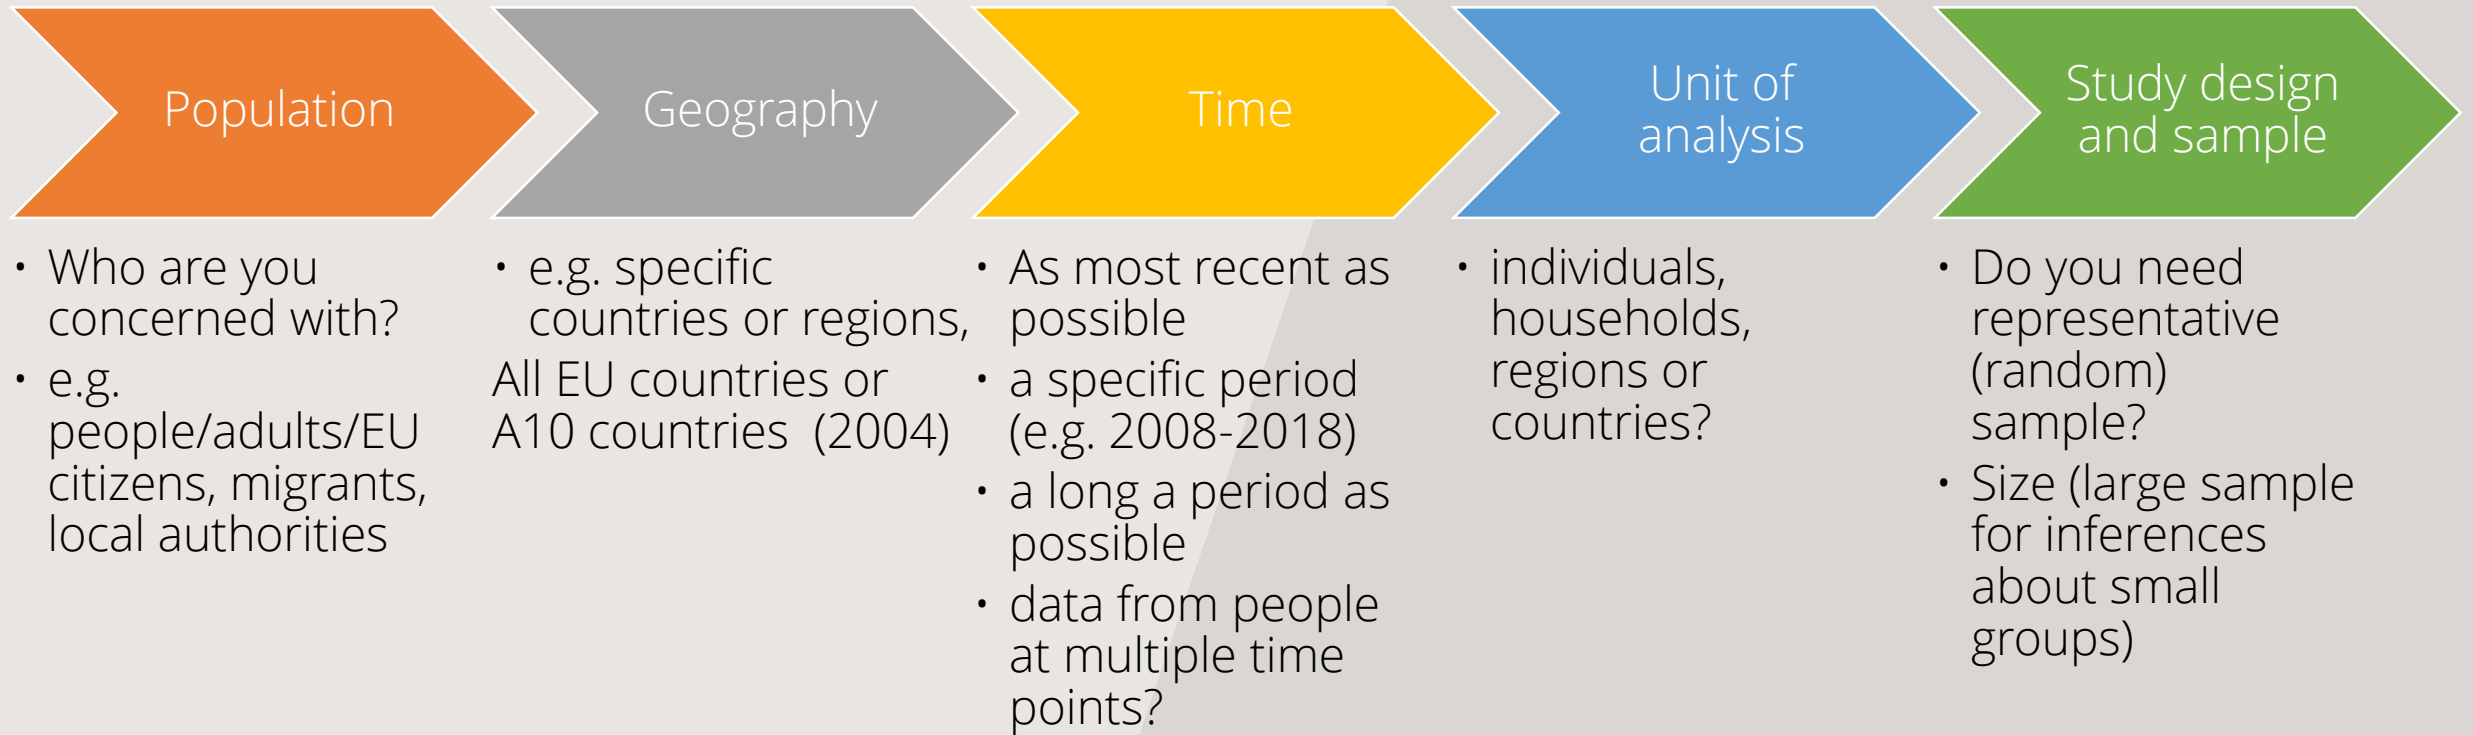 Population
Geography
Time
Unit of
analysis
Study design
and sample
• Who are you
concerned with?
• e.g.
people/adults/EU
citizens, migrants,
local authorities
• e.g. specific
countries or regions,
All EU countries or
A10 countries (2004)
• As most recent as
possible
• a specific period
(e.g. 2008-2018)
• a long a period as
possible
• data from people
at multiple time
points?
• individuals,
households,
regions or
countries?
• Do you need
representative
(random)
sample?
• Size (large sample
for inferences
about small
groups)